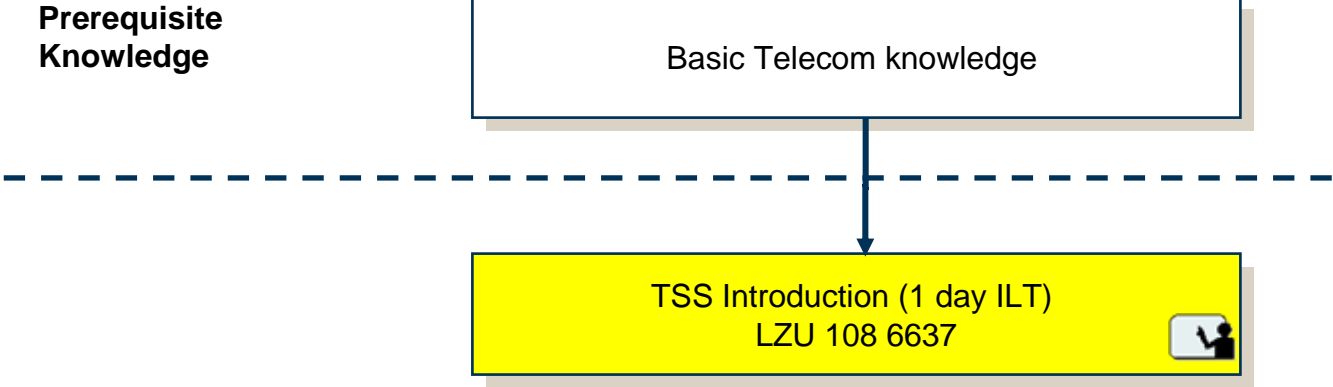 Prerequisite
Knowledge
Basic Telecom knowledge
TSS Introduction (1 day ILT)
LZU 108 6637